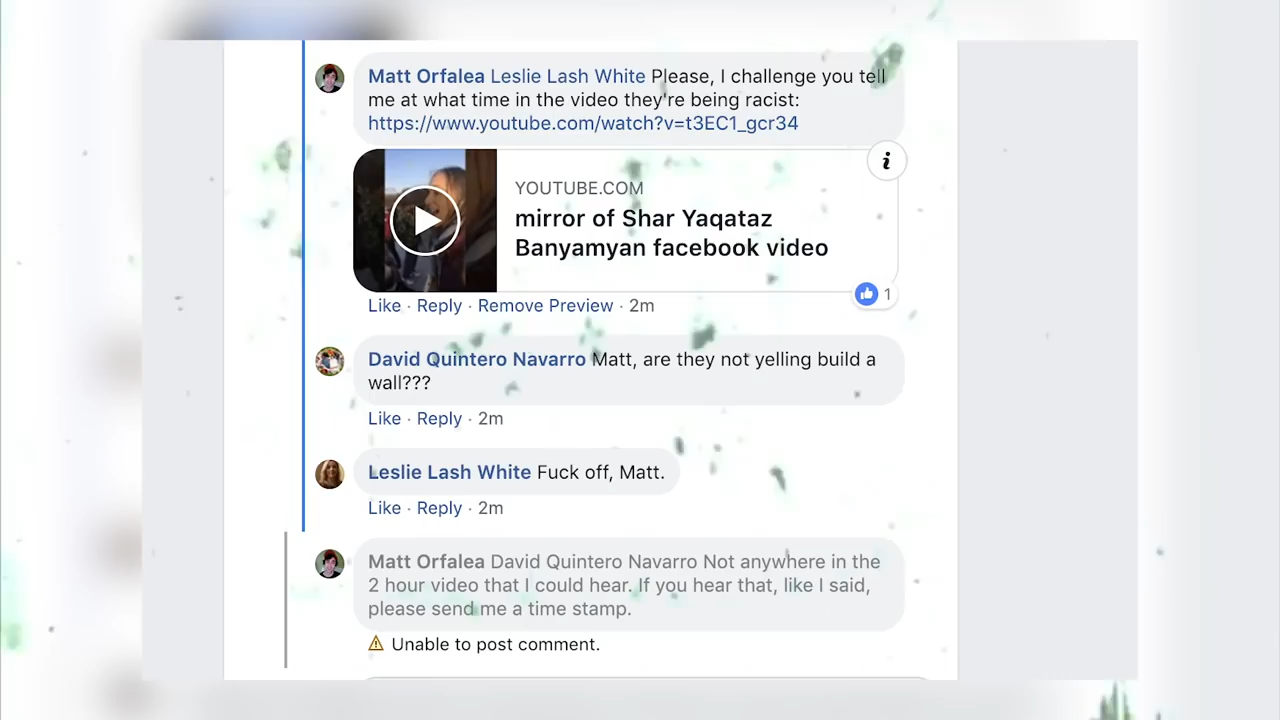 Matt Orfalea Leslie Lash White Please, I challenge you tell
me at what time in the video they're being racist:
https://www.youtube.com/watch?v=t3EC1_gcr34
YOUTUBE.COM
mirror of Shar Yaqataz
Banyamyan facebook video
1
Like · Reply · Remove Preview · 2m
David Quintero Navarro Matt, are they not yelling build a
wall???
Like · Reply · 2m
Leslie Lash White Fuck off, Matt.
Like · Reply · 2m
Matt Orfalea David Quintero Navarro Not anywhere in the
2 hour video that I could hear. If you hear that, like I said,
please send me a time stamp.
Unable to post comment.